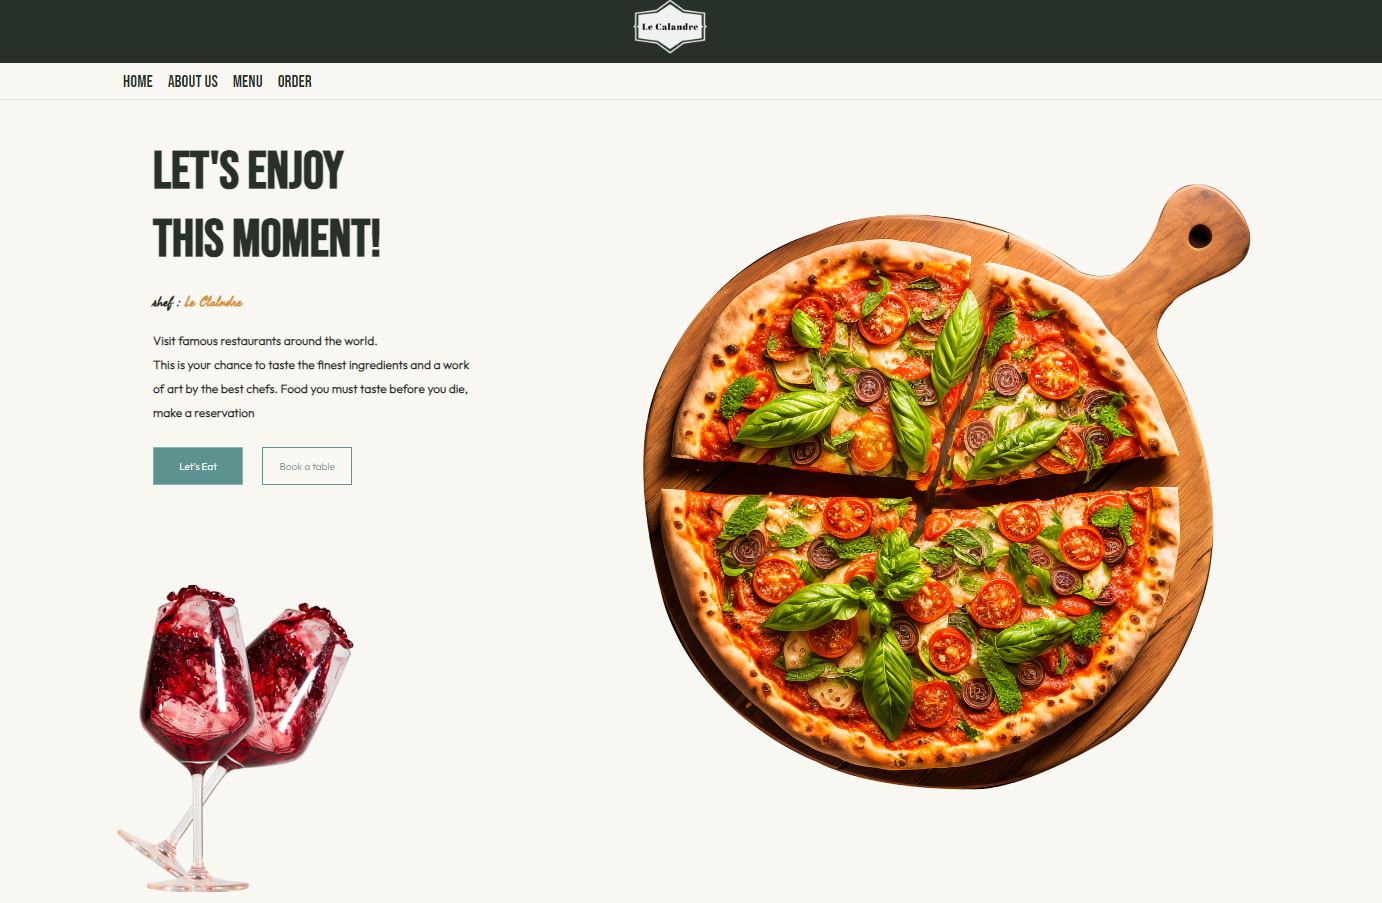 Le Calandre
HOME ABOUT US MENU ORDER
LET'S ENJOY
THIS MOMENT!
shef : Le Clalndre
Visit famous restaurants around the world.
This is your chance to taste the finest ingredients and a work
of art by the best chefs. Food you must taste before you die,
make a reservation
Let's Eat Book a table